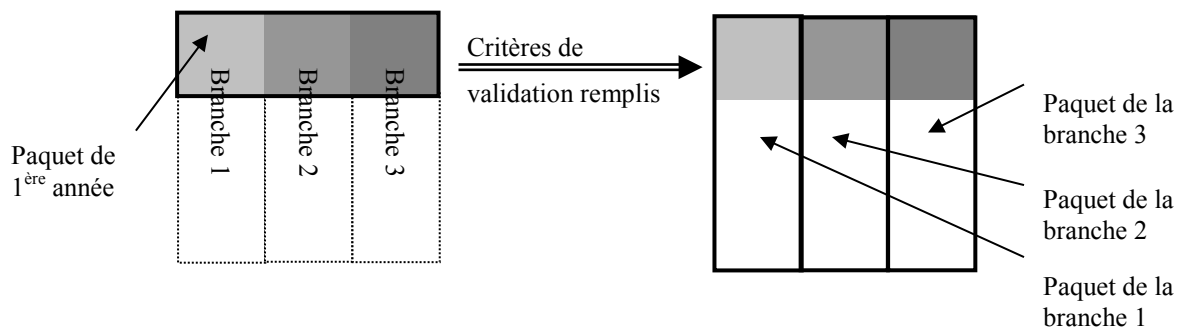 Branche 1
Branche 2
Branche 3
Paquet de
1ère année
Critères de
validation remplis
Paquet de la
branche 3
Paquet de la
branche 2
Paquet de la
branche 1